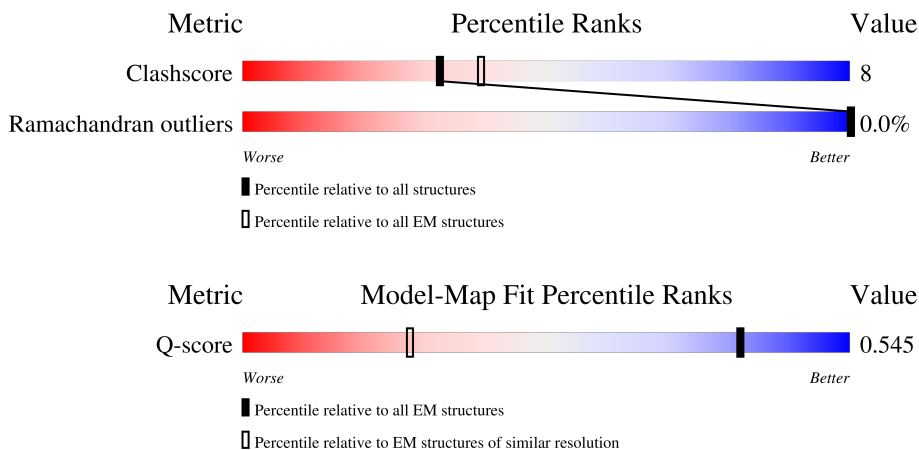 Metric Percentile Ranks Value
Clashscore 8
Ramachandran outliers 0.0%
Worse Better
Percentile relative to all structures
Percentile relative to all EM structures
Metric Model-Map Fit Percentile Ranks Value
Q-score 0.545
Worse Better
Percentile relative to all EM structures
Percentile relative to EM structures of similar resolution